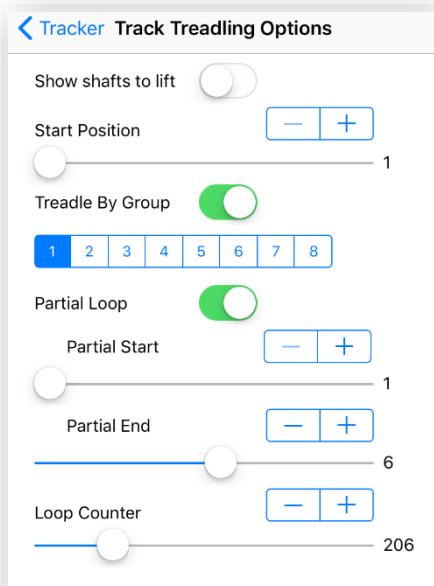 Tracker Track Treadling Options
Show shafts to lift
Start Position − +
1
Treadle By Group
1 2 3 4 5 6 7 8
Partial Loop
Partial Start − +
1
Partial End − +
6
Loop Counter − +
206